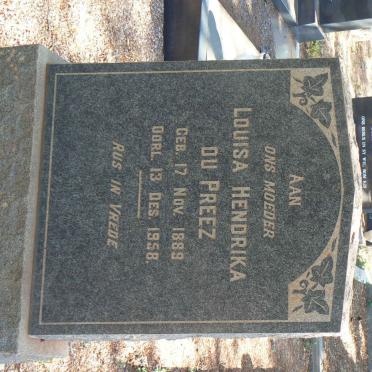 AAN
ONS MOEDER
LOUISA HENDRIKA
DU PREEZ
GEB. 17 NOV. 1889
OORL. 13 DES. 1958.
RUS IN VREDE